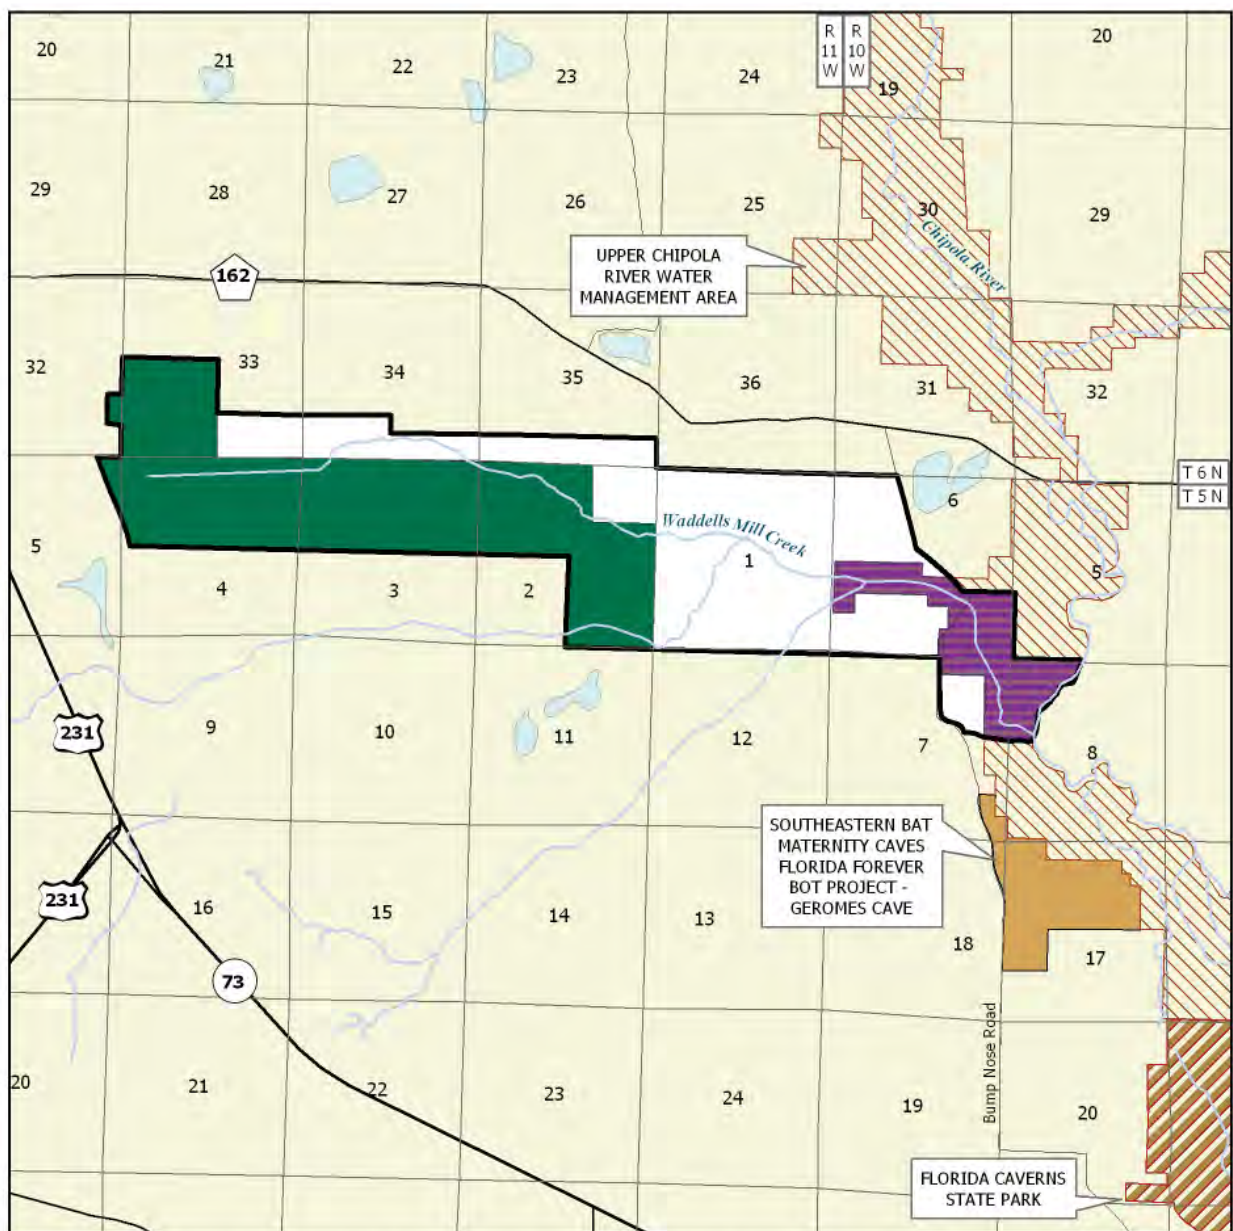 20
21
22
23
24
R
11
W
R
10
W
19
20
29
28
27
26
25
30
29
Chipola River
UPPER CHIPOLA
RIVER WATER
MANAGEMENT AREA
162
32
33
34
35
36
31
32
T 6 N
T 5 N
6
Waddells Mill Creek
5
4
3
2
1
5
231
9
10
11
12
7
8
SOUTHEASTERN BAT
MATERNITY CAVES
FLORIDA FOREVER
BOT PROJECT -
GEROMES CAVE
231
16
15
14
13
18
17
73
Bump Nose Road
20
21
22
23
24
19
20
FLORIDA CAVERNS
STATE PARK